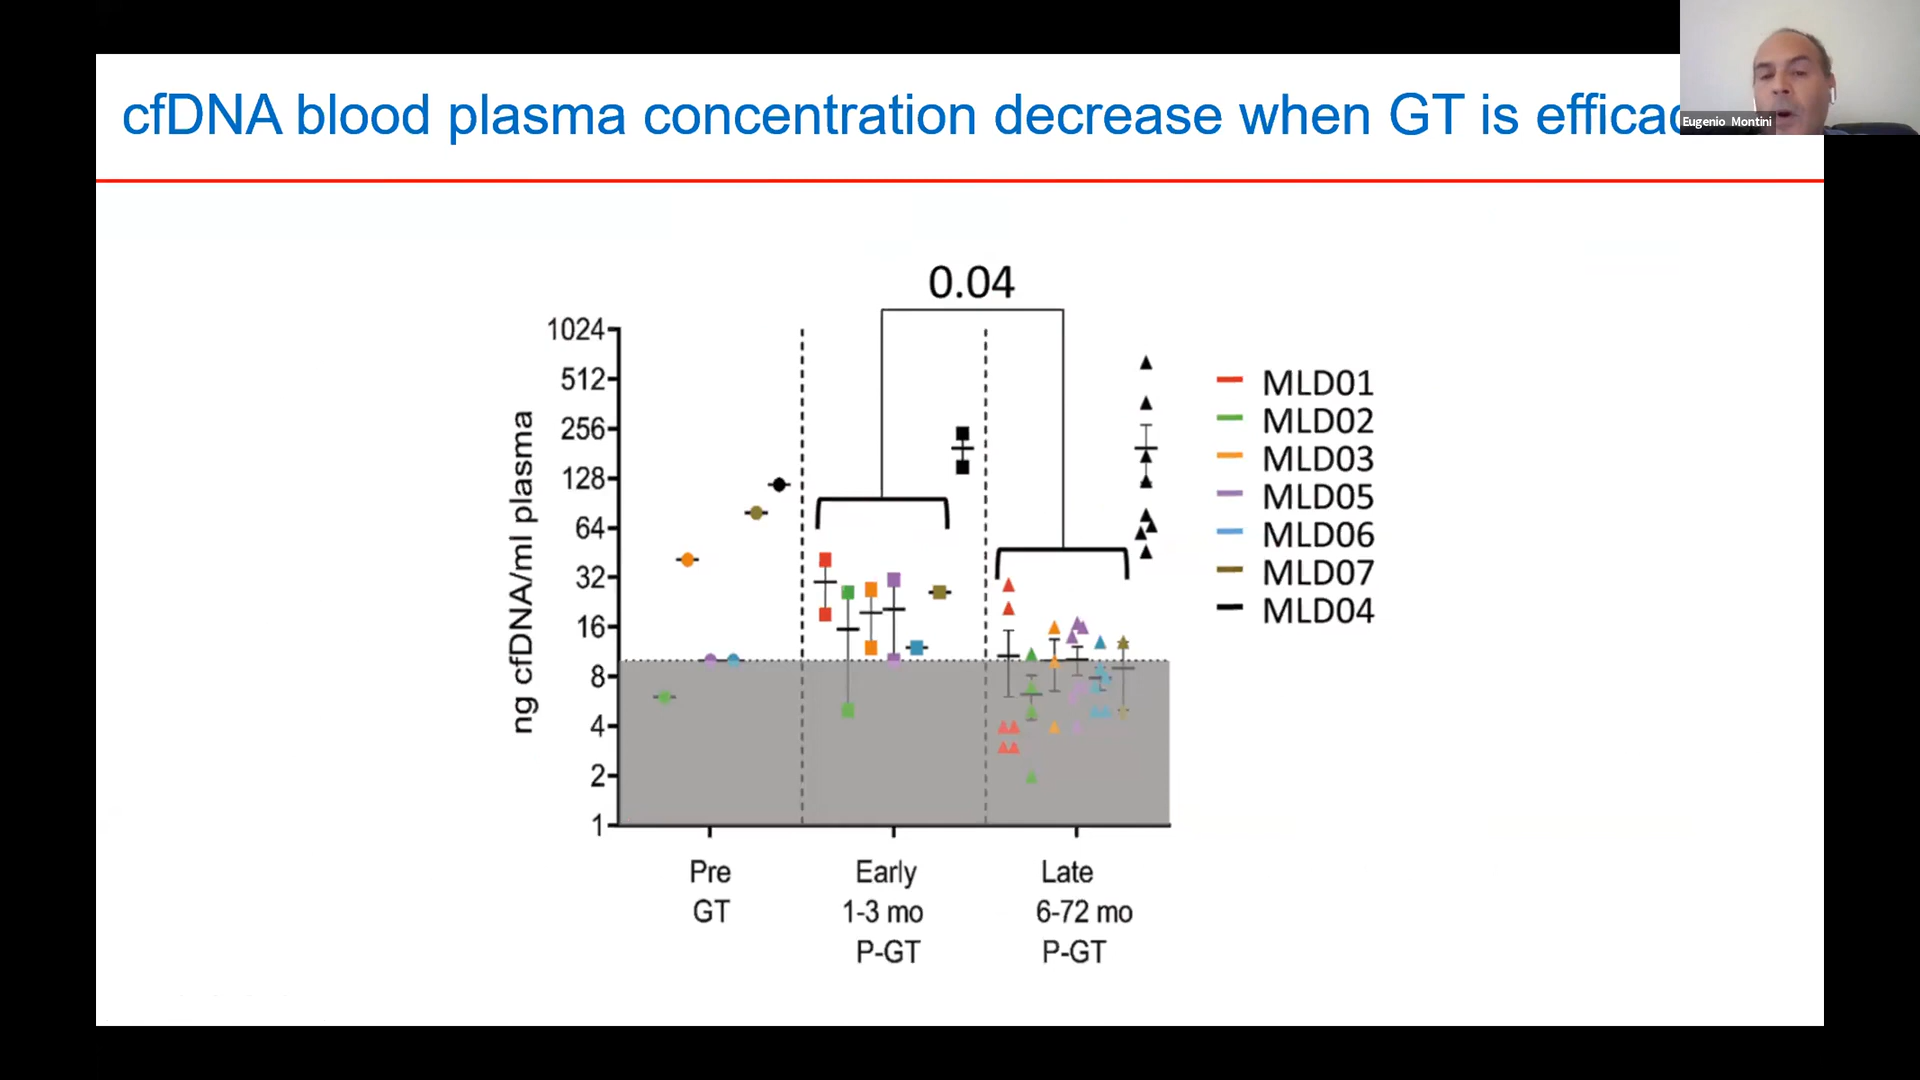 cfDNA blood plasma concentration decrease when GT is
Eugenio Montini
0.04
1024
512
256
128
64
32
16
8
4
2
1
ng cfDNA/ml plasma
MLD01
MLD02
MLD03
MLD05
MLD06
MLD07
MLD04
Pre
GT
Early
1-3 mo
P-GT
Late
6-72 mo
P-GT